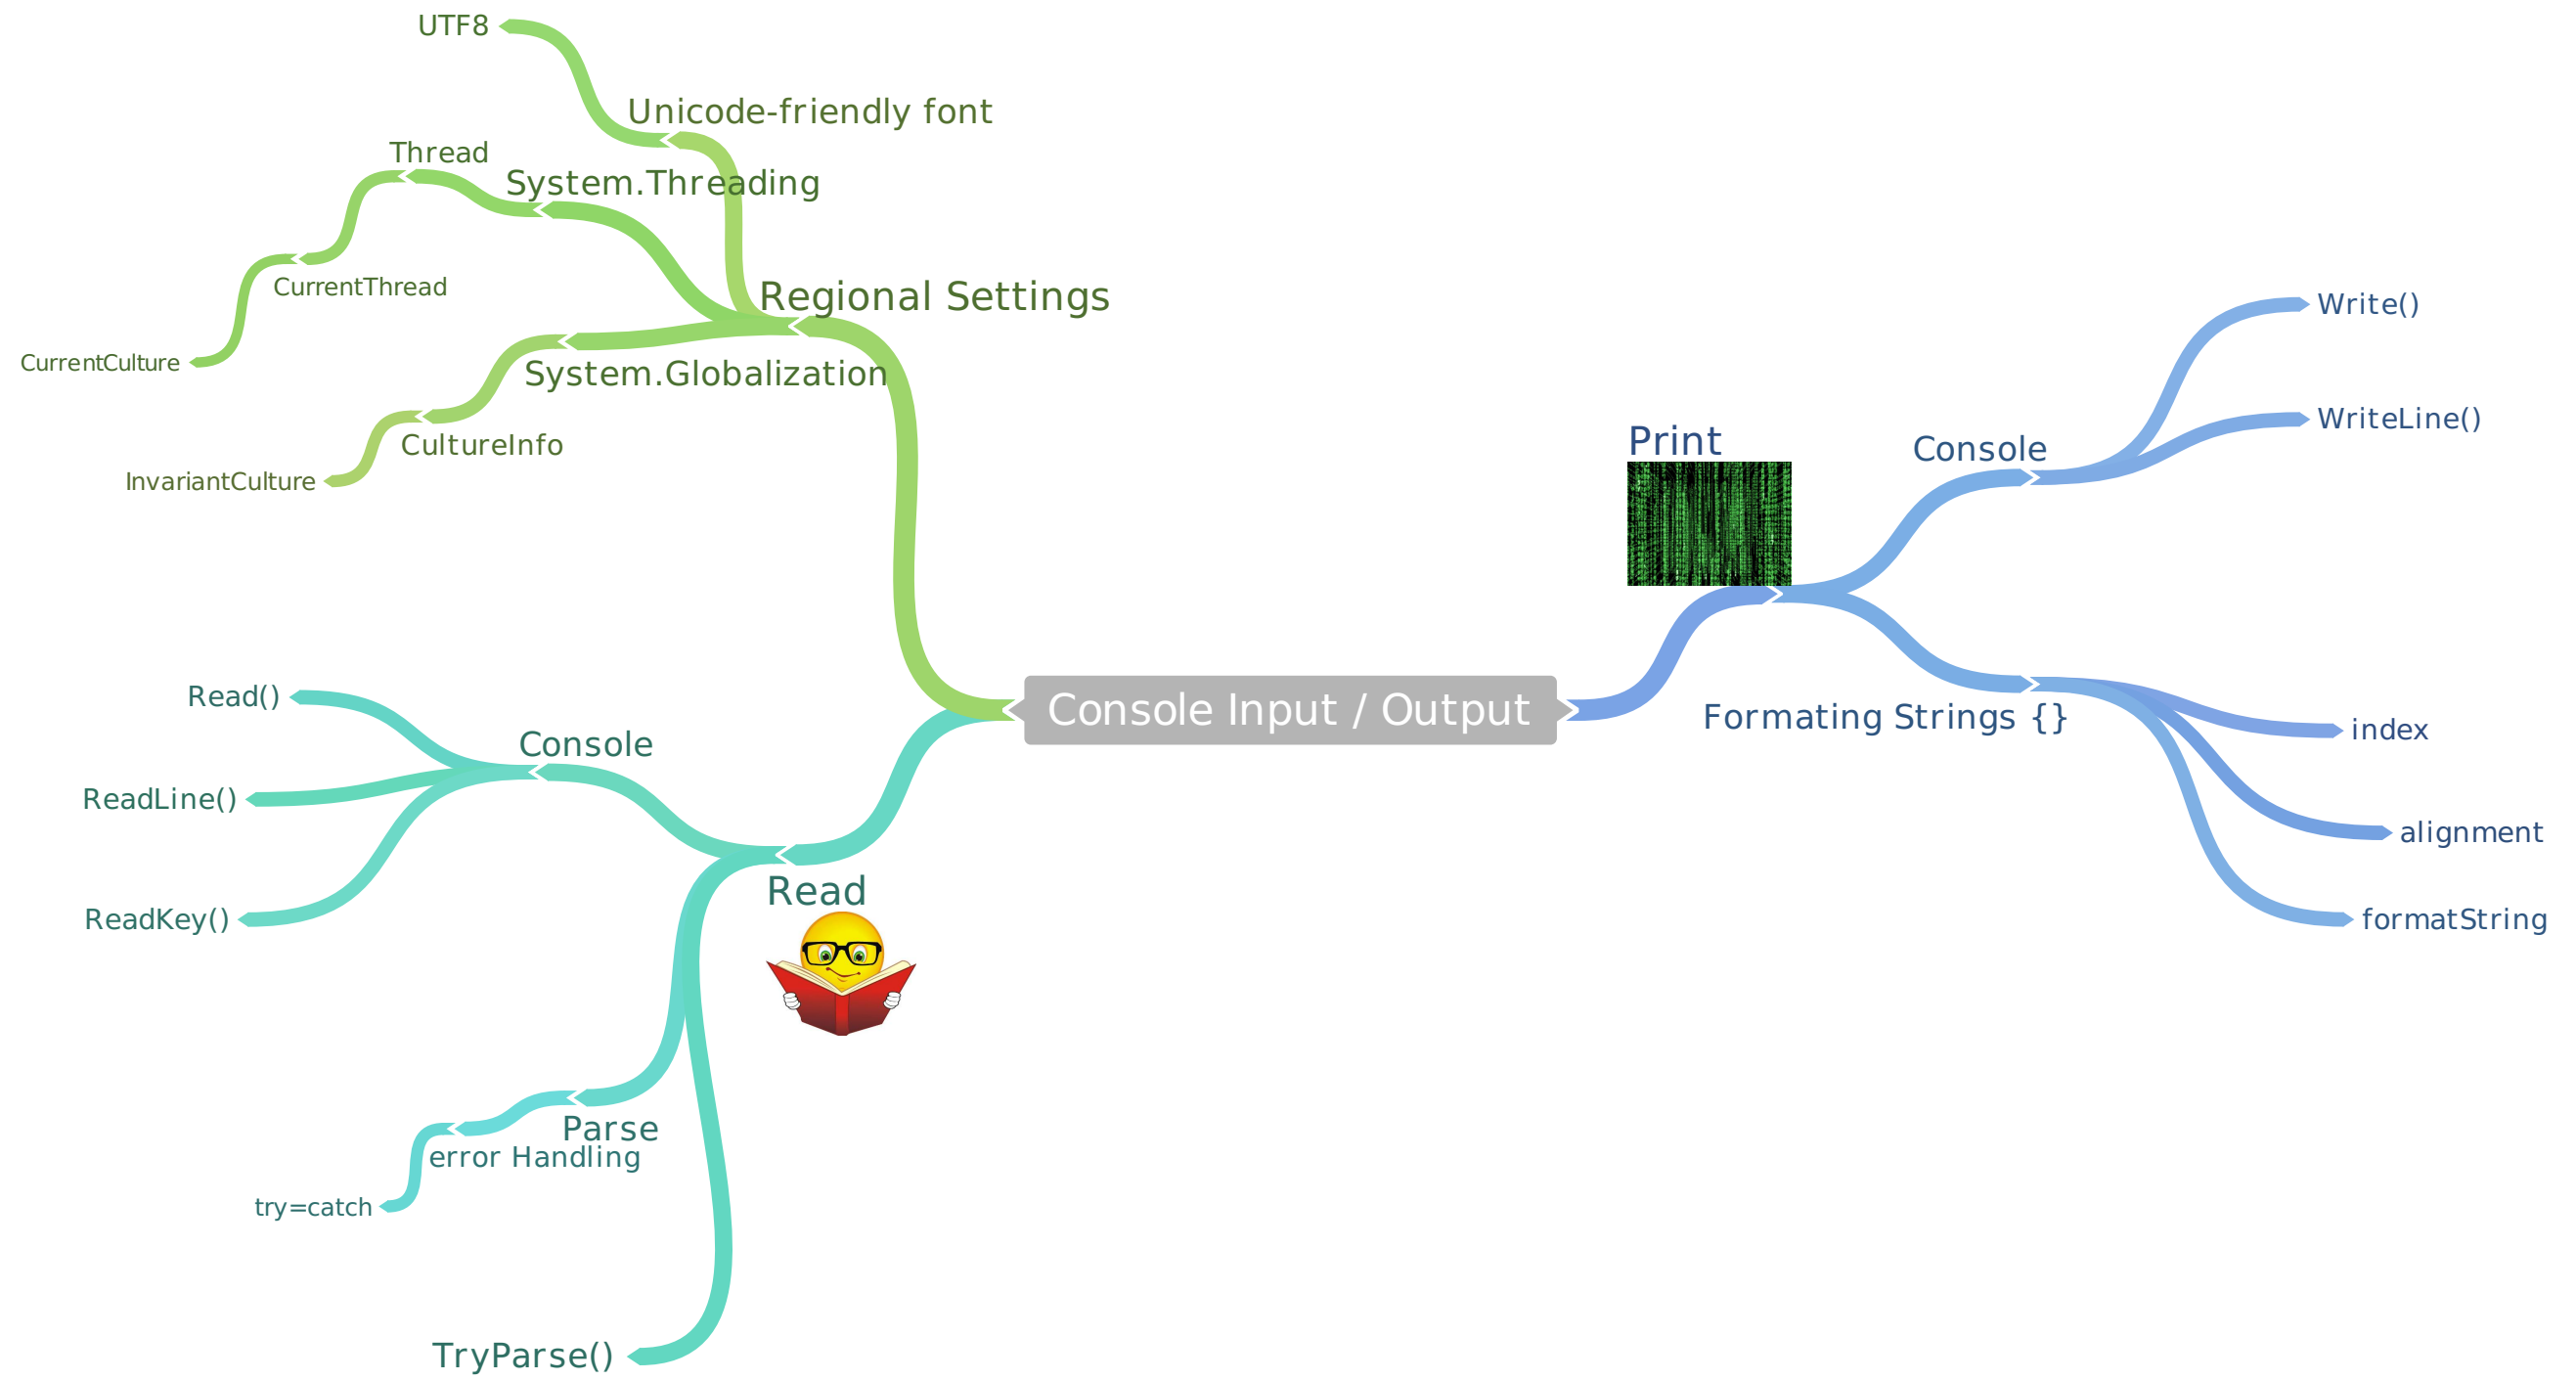 Console Input / Output
Regional Settings
Unicode-friendly font
UTF8
System.Threading
Thread
CurrentThread
CurrentCulture
System.Globalization
CultureInfo
InvariantCulture
Read
Console
Read()
ReadLine()
ReadKey()
Parse
error Handling
try=catch
TryParse()
Print
Console
Write()
WriteLine()
Formating Strings {}
index
alignment
formatString